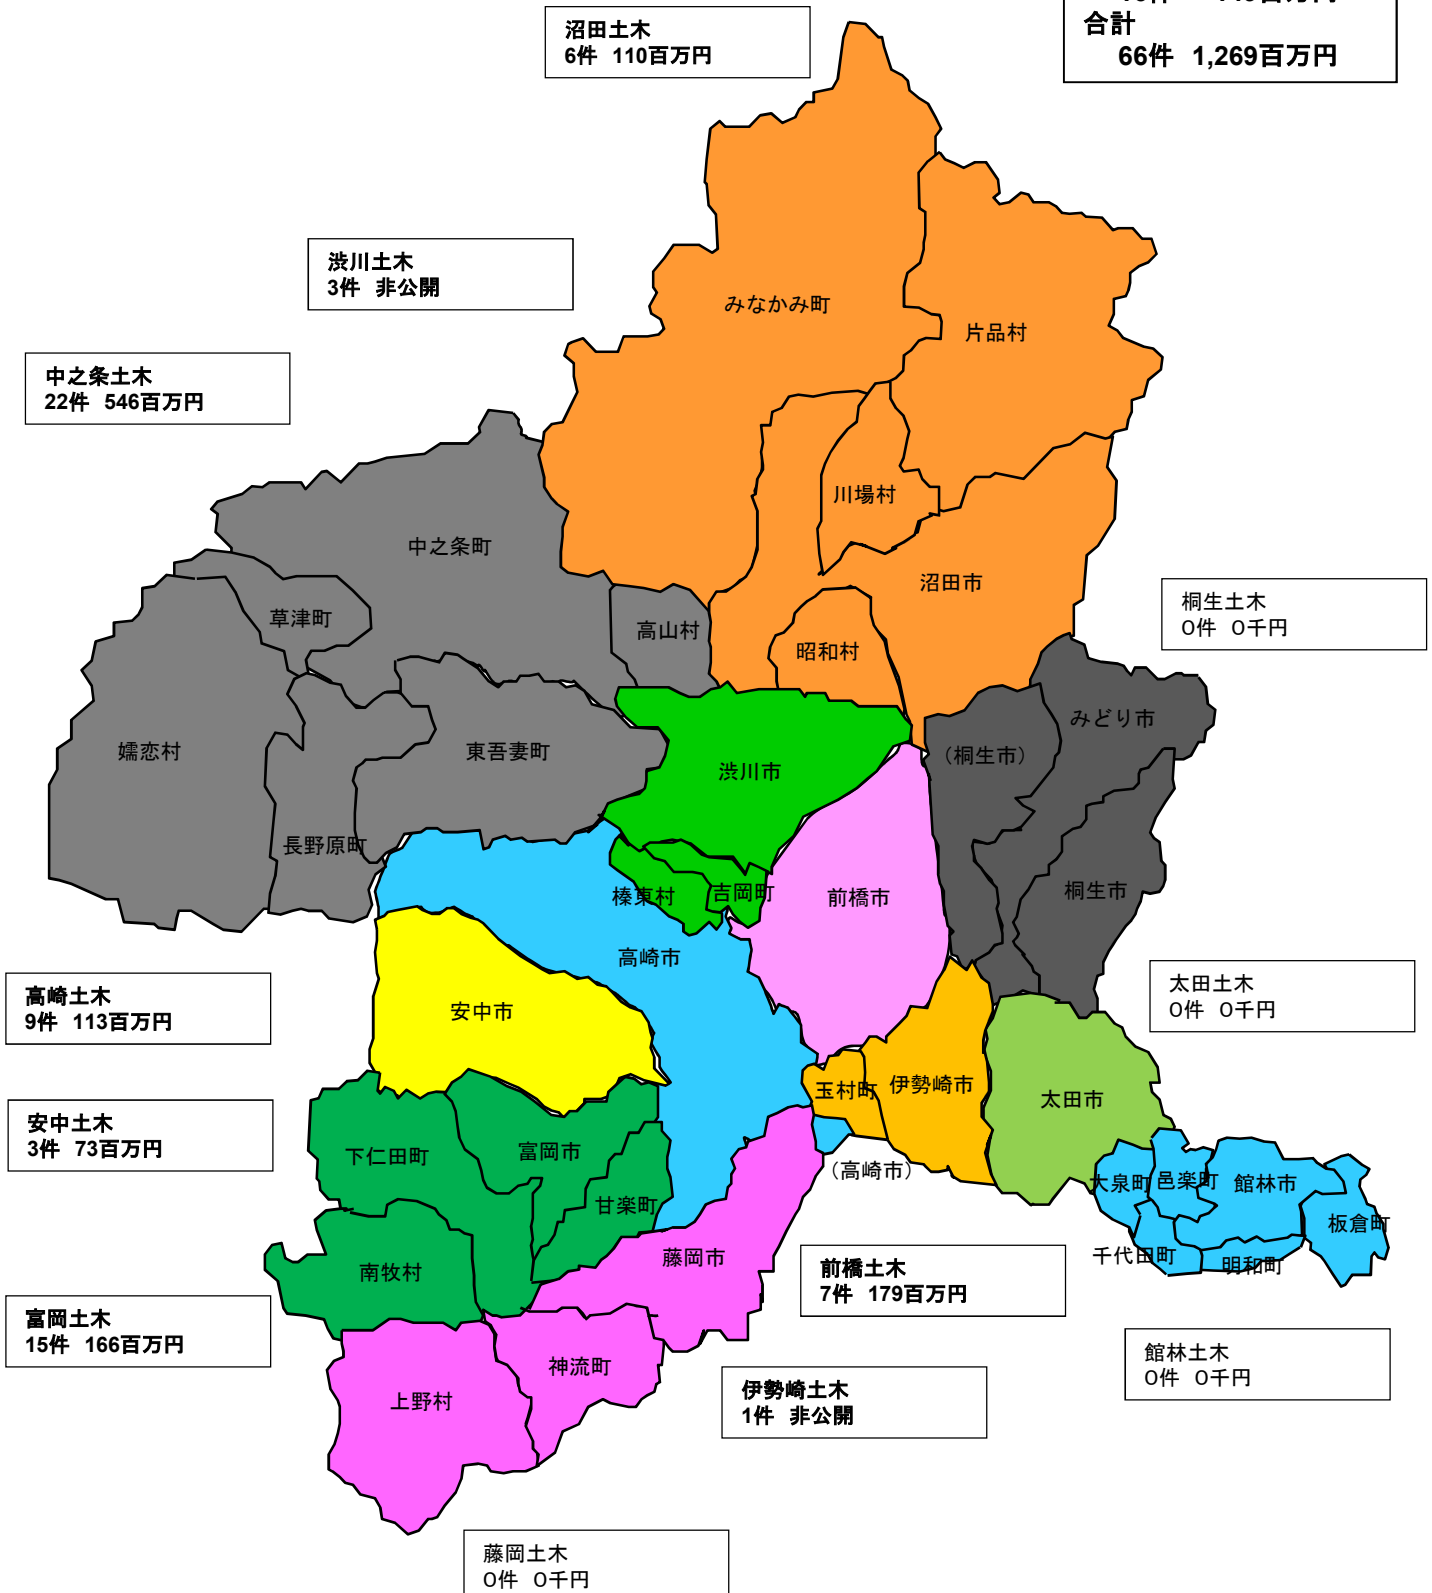 沼田土木
6件 110百万円
合計
66件 1,269百万円
渋川土木
3件 非公開
中之条土木
22件 546百万円
みなかみ町
片品村
川場村
中之条町
沼田市
草津町
高山村
昭和村
桐生土木
0件 0千円
みどり市
嬬恋村
東吾妻町
渋川市
(桐生市)
長野原町
榛東村
吉岡町
前橋市
桐生市
高崎市
高崎土木
9件 113百万円
安中市
太田土木
0件 0千円
玉村町
伊勢崎市
太田市
安中土木
3件 73百万円
下仁田町
富岡市
(高崎市)
大泉町
邑楽町
館林市
甘楽町
板倉町
千代田町
明和町
南牧村
藤岡市
前橋土木
7件 179百万円
富岡土木
15件 166百万円
神流町
上野村
館林土木
0件 0千円
伊勢崎土木
1件 非公開
藤岡土木
0件 0千円